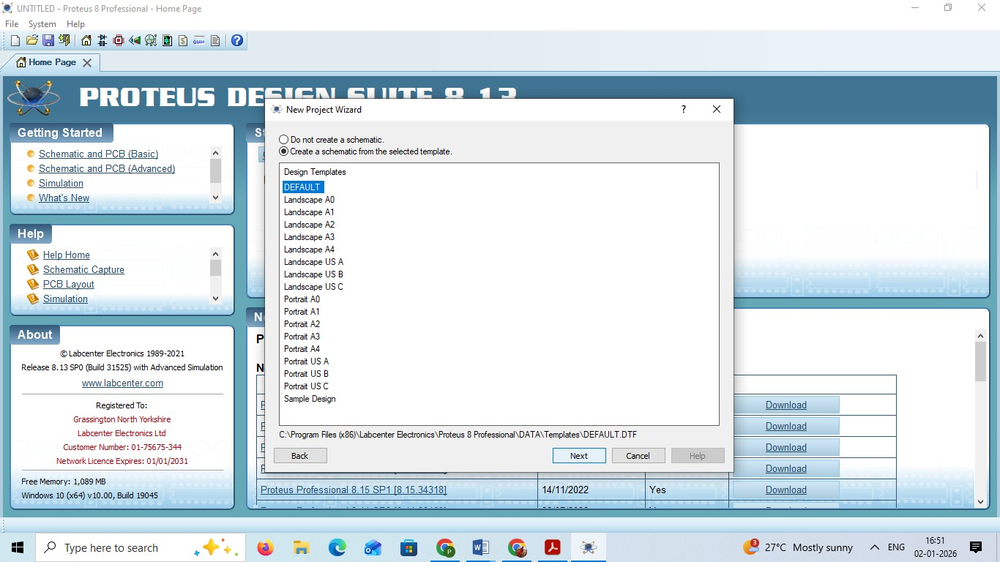 UNTITLED - Proteus 8 Professional - Home Page
File System Help
Home Page
PROTEUS DESIGN SUITE 8.13
Getting Started
Schematic and PCB (Basic)
Schematic and PCB (Advanced)
Simulation
What's New
Help
Help Home
Schematic Capture
PCB Layout
Simulation
About
© Labcenter Electronics 1989-2021
Release 8.13 SP0 (Build 31525) with Advanced Simulation
www.labcenter.com
Registered To:
Grassington North Yorkshire
Labcenter Electronics Ltd
Customer Number: 01-75675-344
Network Licence Expires: 01/01/2031
Free Memory: 1,089 MB
Windows 10 (x64) v10.00, Build 19045
New Project Wizard
?
Do not create a schematic.
Create a schematic from the selected template.
Design Templates
DEFAULT
Landscape A0
Landscape A1
Landscape A2
Landscape A3
Landscape A4
Landscape US A
Landscape US B
Landscape US C
Portrait A0
Portrait A1
Portrait A2
Portrait A3
Portrait A4
Portrait US A
Portrait US B
Portrait US C
Sample Design
C:\Program Files (x86)\Labcenter Electronics\Proteus 8 Professional\DATA\Templates\DEFAULT.DTF
Back Next Cancel Help
Download
Download
Download
Download
Proteus Professional 8.15 SP1 [8.15.34318] 14/11/2022 Yes Download
Type here to search
3 27°C Mostly sunny ENG 16:51
02-01-2026